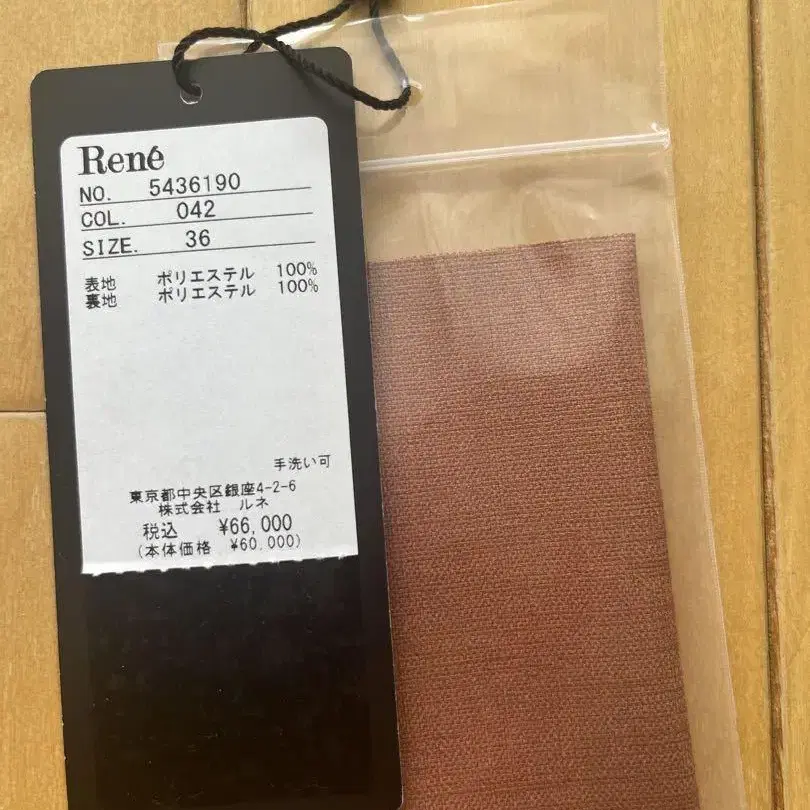 René
NO. 5436190
COL. 042
SIZE. 36
表地 ポリエステル 100%
裏地 ポリエステル 100%
手洗い可
東京都中央区銀座4-2-6
株式会社 ルネ
税込 ¥66,000
(本体価格 ¥60,000)